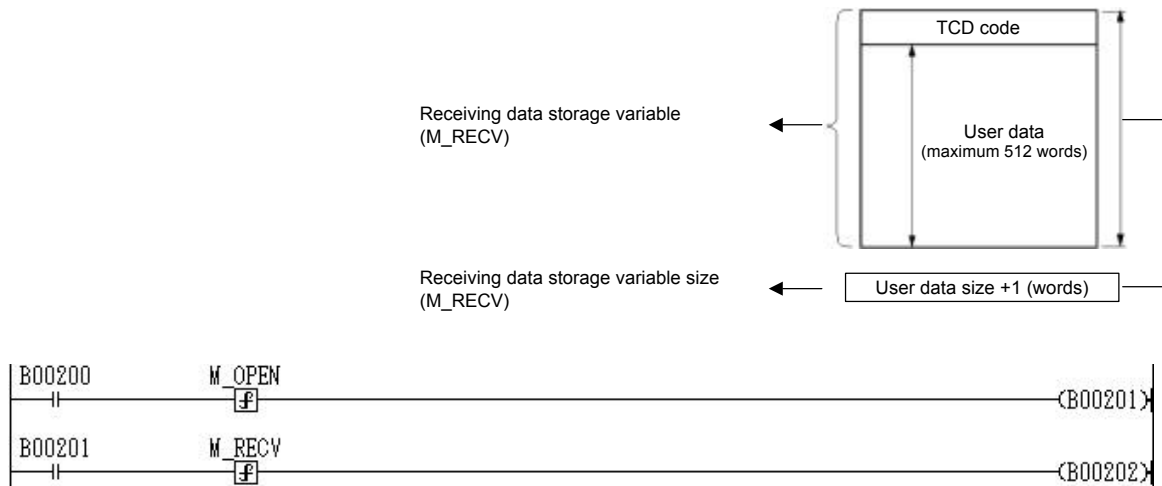 TCD code
Receiving data storage variable
(M_RECV)
User data
(maximum 512 words)
Receiving data storage variable size
(M_RECV)
User data size +1 (words)
B00200 M_OPEN
(B00201)
B00201 M_RECV
(B00202)